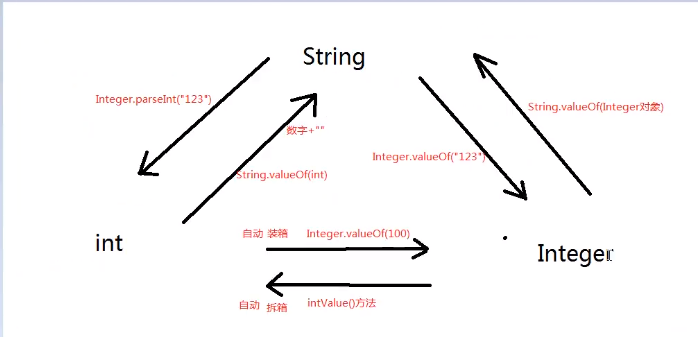 String
Integer.parseInt("123")
String.valueOf(Integer对象)
数字+""
Integer.valueOf("123")
String.valueOf(int)
int
自动 装箱 Integer.valueOf(100)
Integer
自动 拆箱 intValue()方法